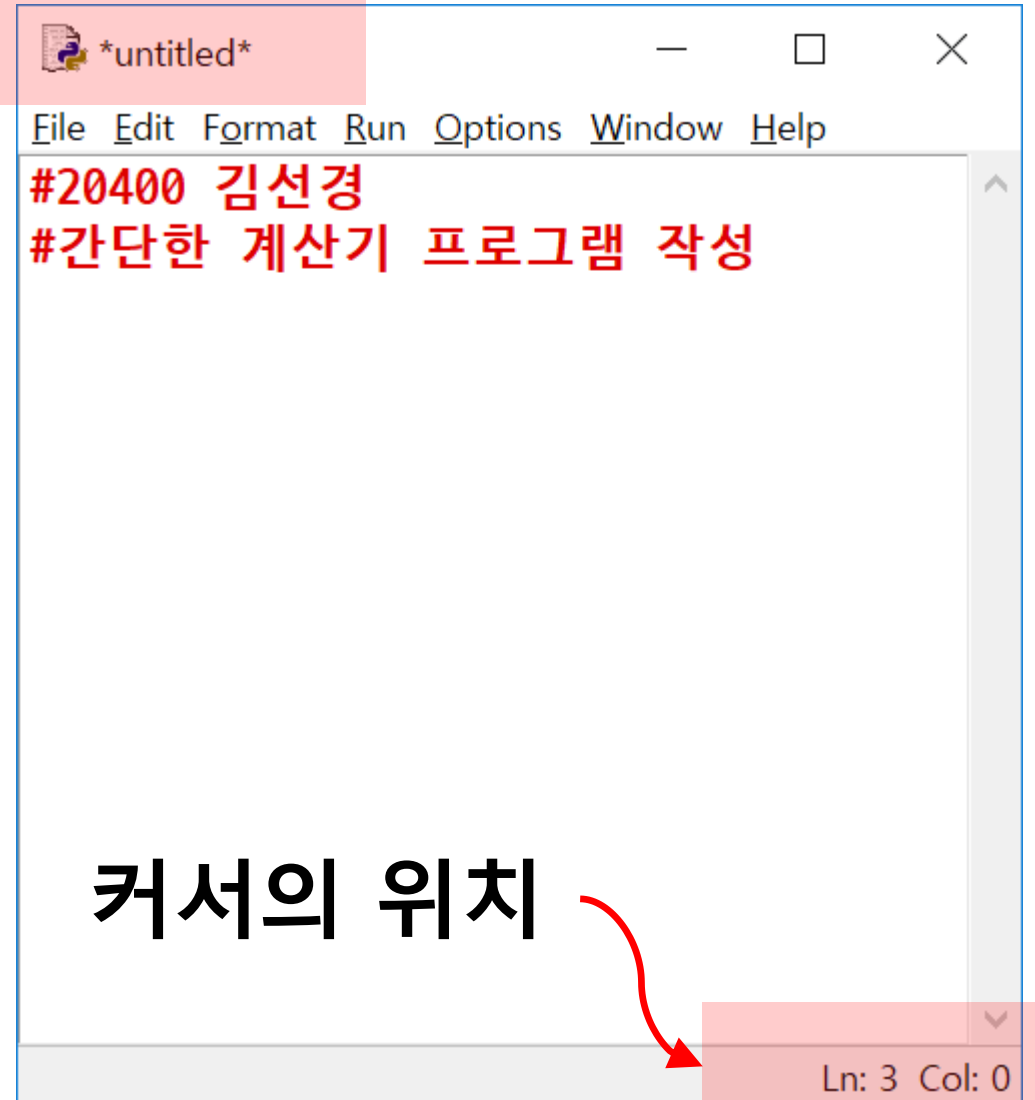 *untitled*
File Edit Format Run Options Window Help
#20400 김선경
#간단한 계산기 프로그램 작성
커서의 위치
Ln: 3 Col: 0